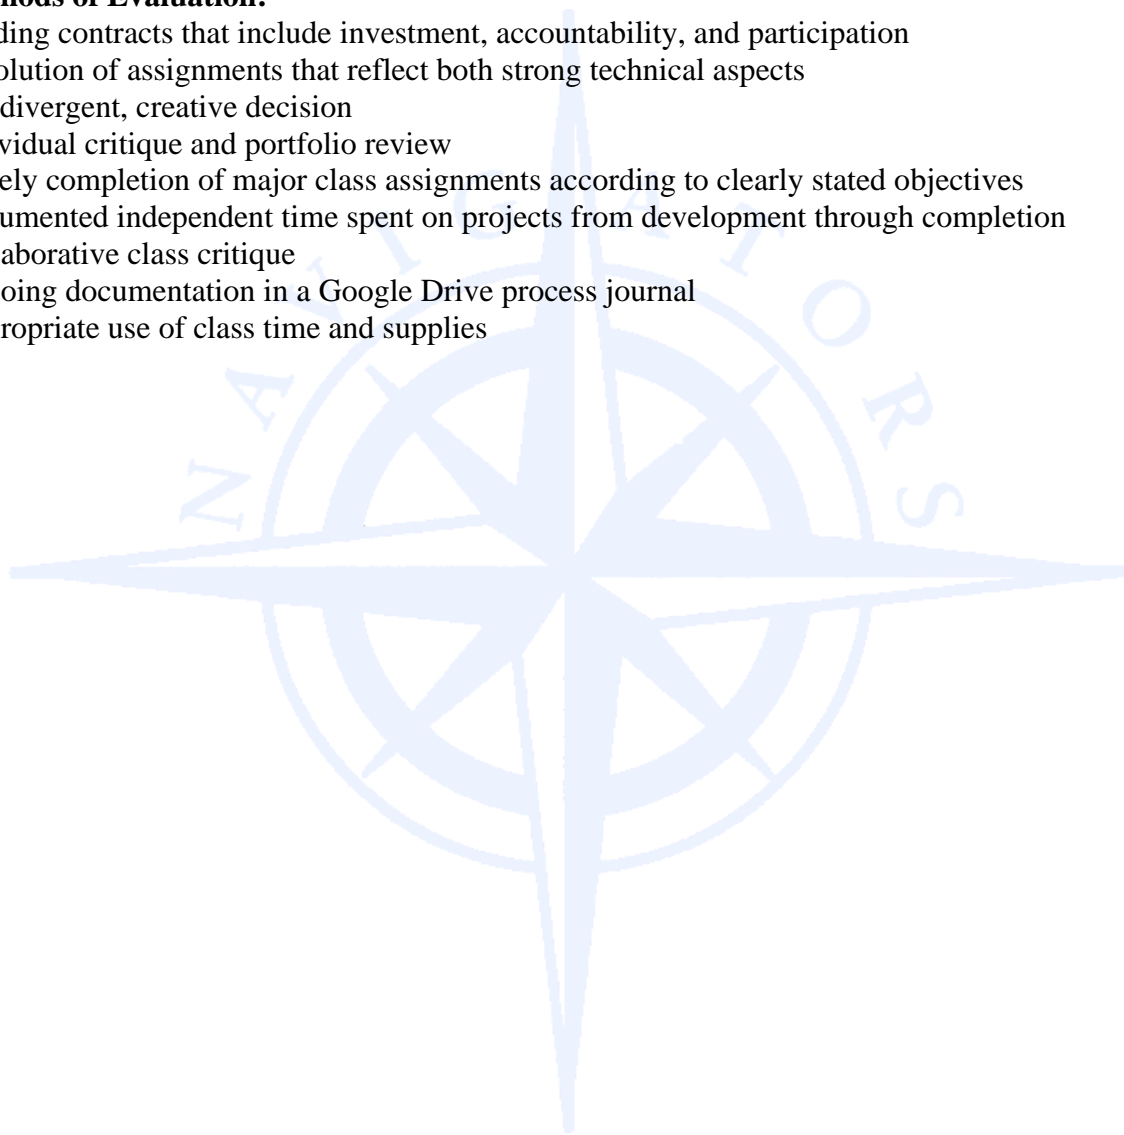 hods of Evaluation:
ding contracts that include investment, accountability, and participation
olution of assignments that reflect both strong technical aspects
divergent, creative decision
vidual critique and portfolio review
ely completion of major class assignments according to clearly stated objectives
umented independent time spent on projects from development through completion
aborative class critique
oing documentation in a Google Drive process journal
ropriate use of class time and supplies
NAVIGATORS